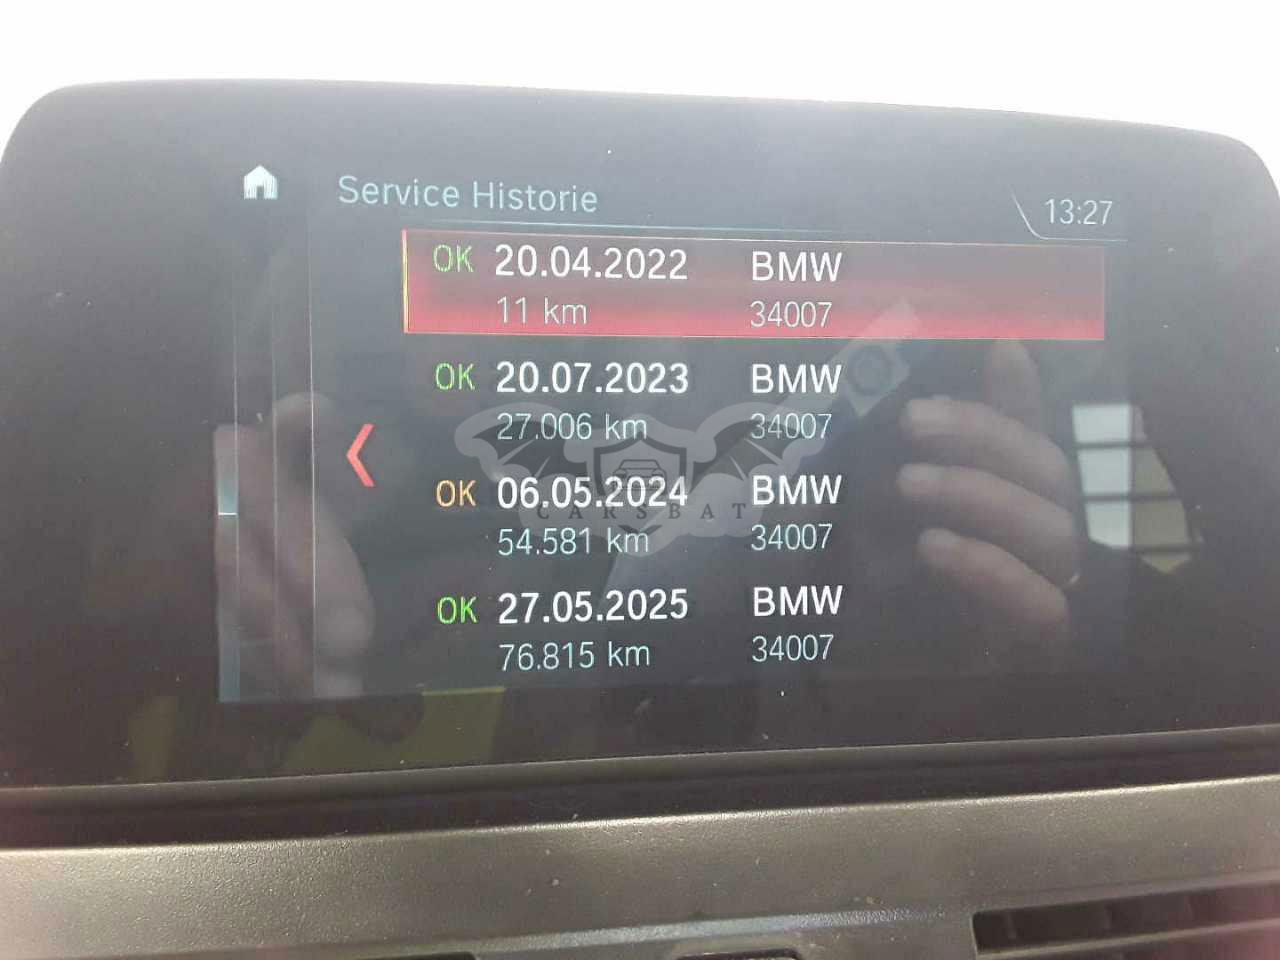 Service Historie
13:27
OK 20.04.2022 BMW
11 km 34007
OK 20.07.2023 BMW
27.006 km 34007
OK 06.05.2024 BMW
CARSBAT
54.581 km 34007
OK 27.05.2025 BMW
76.815 km 34007